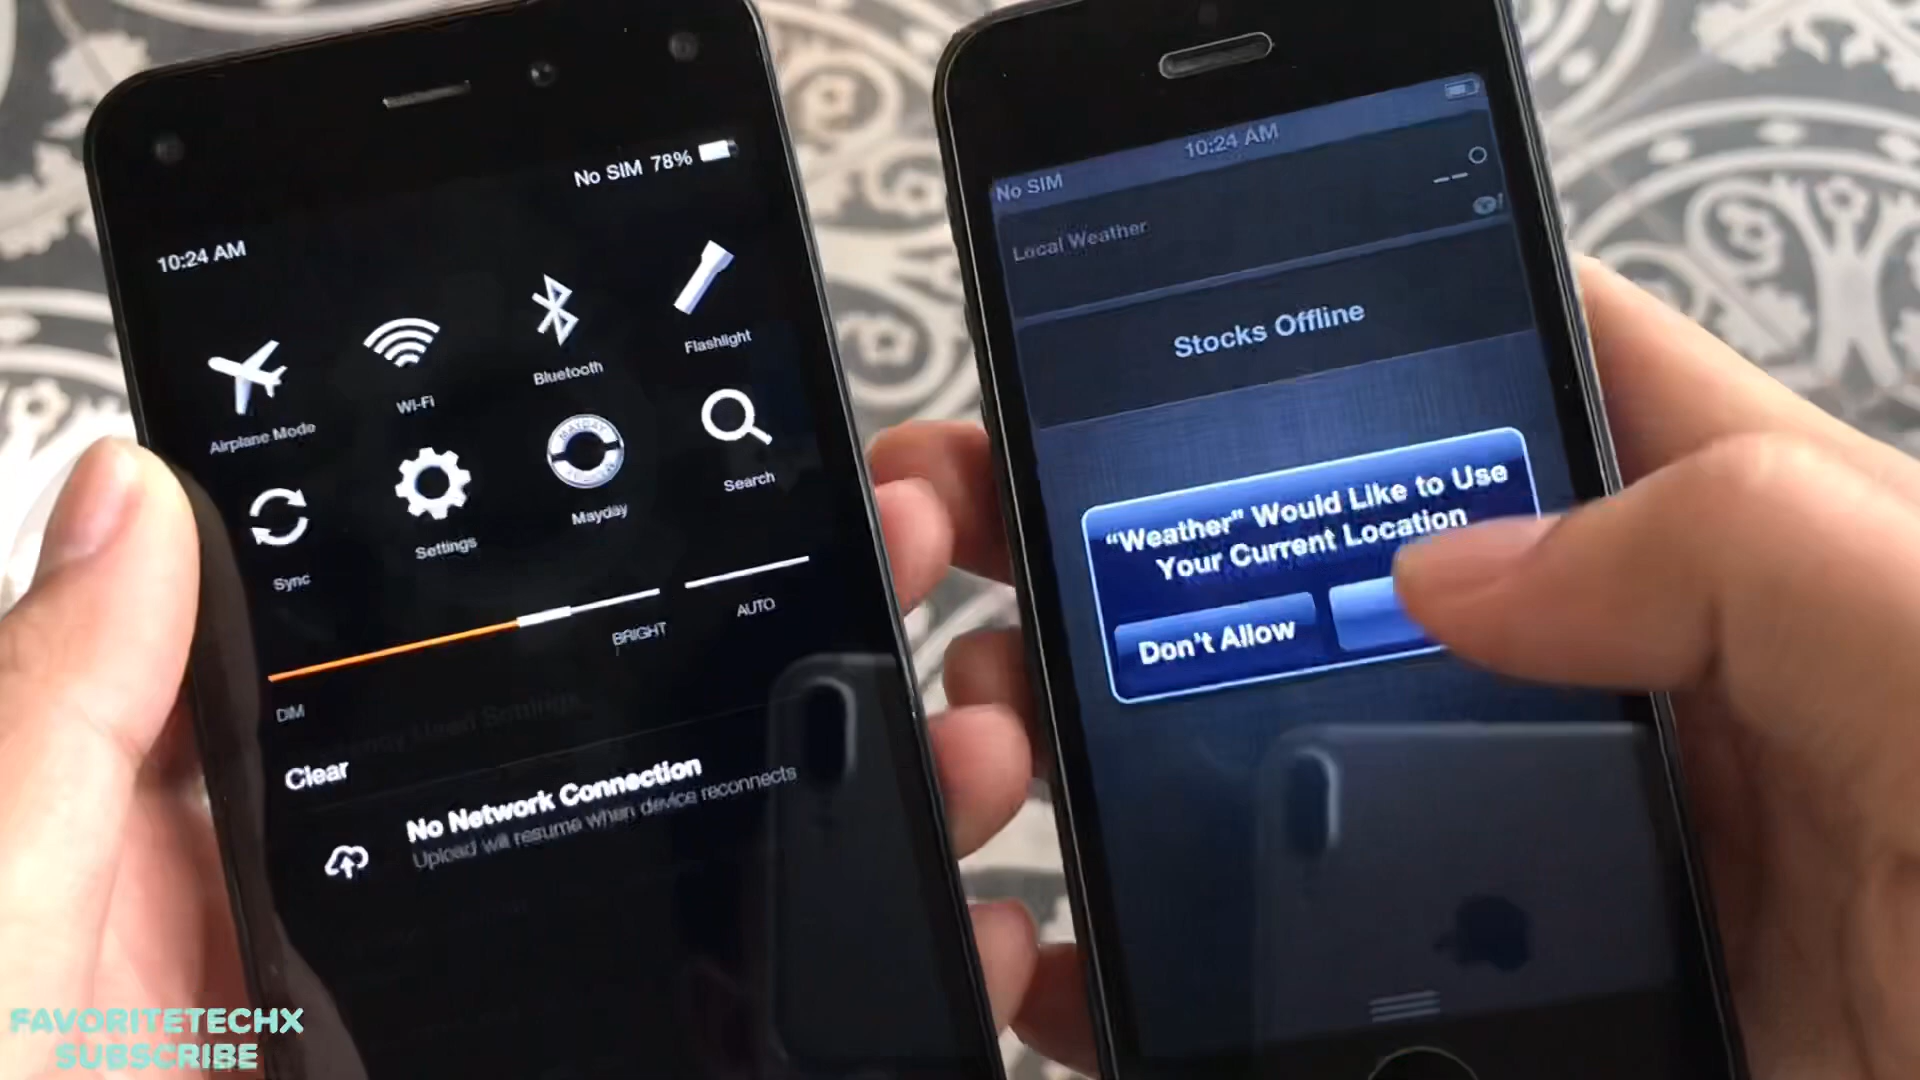 No SIM 78%
10:24 AM
Airplane Mode
Wi-Fi
Bluetooth
Flashlight
Sync
Settings
MAYDAY
Mayday
Search
DIM
BRIGHT
AUTO
Clear
No Network Connection
Upload will resume when device reconnects
No SIM
10:24 AM
Local Weather
Stocks Offline
“Weather” Would Like to Use
Your Current Location
Don't Allow
FAVORITETECHX
SUBSCRIBE